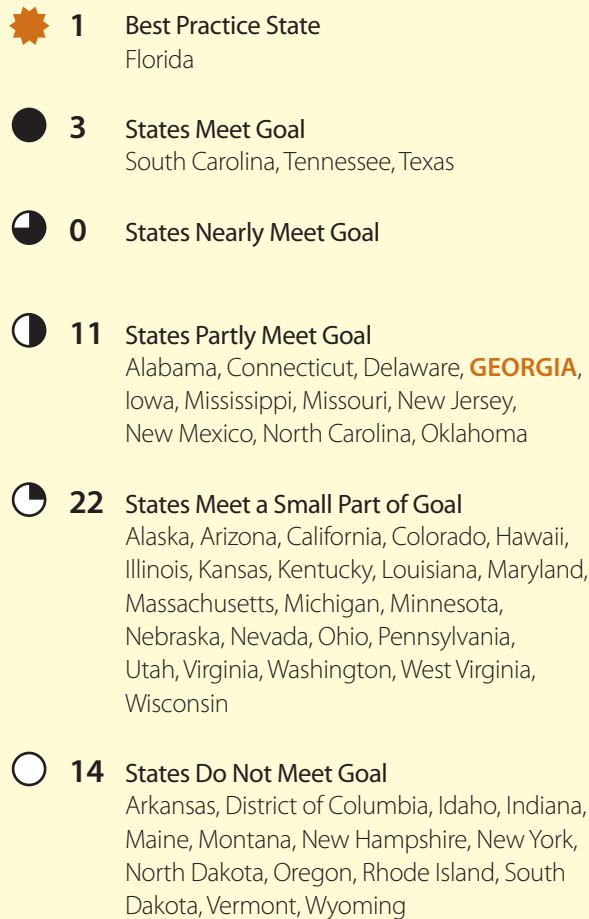 1 Best Practice State
Florida
3 States Meet Goal
South Carolina, Tennessee, Texas
0 States Nearly Meet Goal
11 States Partly Meet Goal
Alabama, Connecticut, Delaware, GEORGIA,
Iowa, Mississippi, Missouri, New Jersey,
New Mexico, North Carolina, Oklahoma
22 States Meet a Small Part of Goal
Alaska, Arizona, California, Colorado, Hawaii,
Illinois, Kansas, Kentucky, Louisiana, Maryland,
Massachusetts, Michigan, Minnesota,
Nebraska, Nevada, Ohio, Pennsylvania,
Utah, Virginia, Washington, West Virginia,
Wisconsin
14 States Do Not Meet Goal
Arkansas, District of Columbia, Idaho, Indiana,
Maine, Montana, New Hampshire, New York,
North Dakota, Oregon, Rhode Island, South
Dakota, Vermont, Wyoming